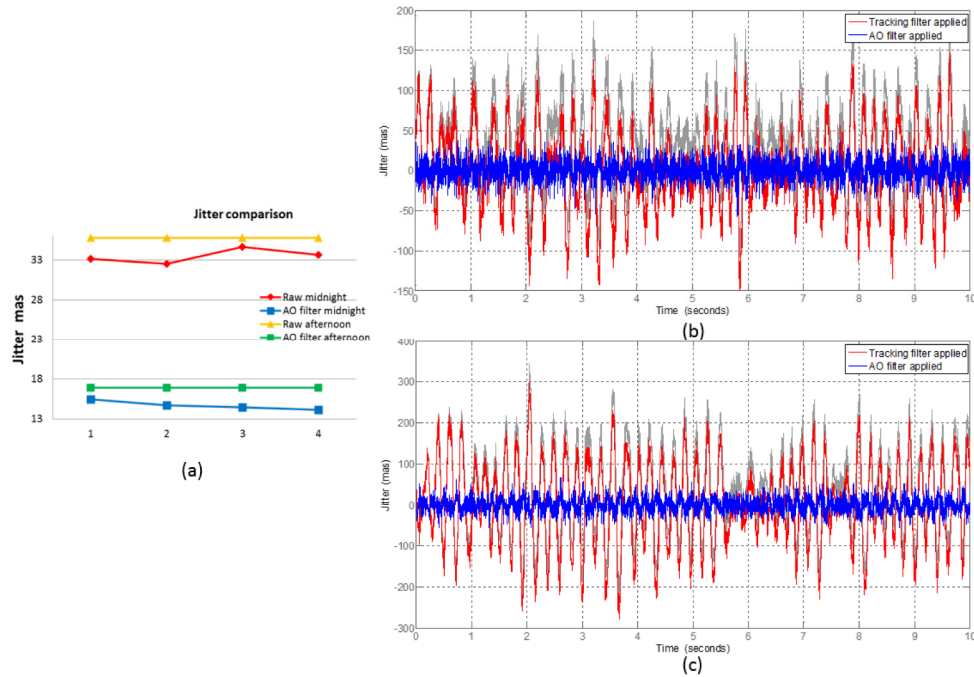 Jitter comparison
Jitter mas
33
28
23
18
13
1 2 3 4
Raw midnight
AO filter midnight
Raw afternoon
AO filter afternoon
(a)
Tracking filter applied
AO filter applied
Jitter (mas)
200
150
100
50
0
-50
-100
-150
0 1 2 3 4 5 6 7 8 9 10
Time (seconds)
(b)
Tracking filter applied
AO filter applied
Jitter (mas)
400
300
200
100
0
-100
-200
-300
0 1 2 3 4 5 6 7 8 9 10
Time (seconds)
(c)